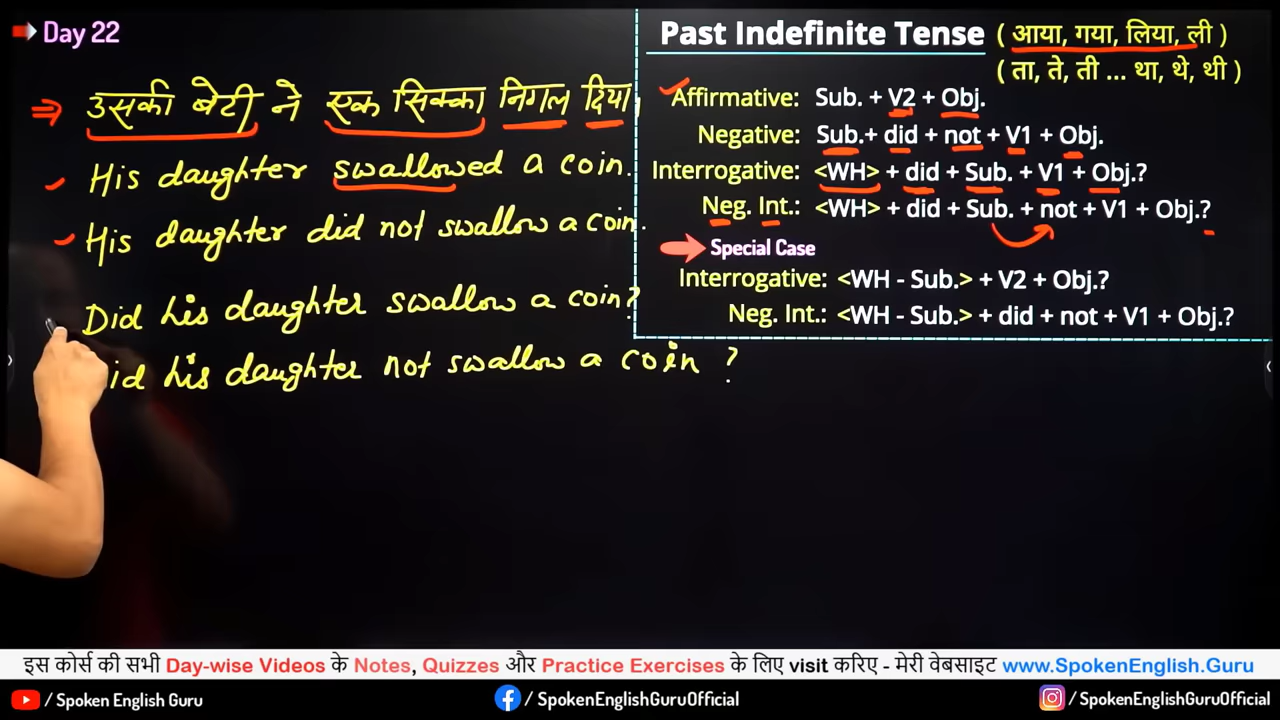 Day 22
⇒ उसकी बेटी ने एक सिक्का निगल दिया,
His daughter swallowed a coin.
His daughter did not swallow a coin.
Did his daughter swallow a coin?
his daughter not swallow a coin ?
Past Indefinite Tense ( आया, गया, लिया, ली )
( ता, ते, ती ... था, थे, थी )
Affirmative: Sub. + V2 + Obj.
Negative: Sub.+ did + not + V1 + Obj.
Interrogative: <WH> + did + Sub. + V1 + Obj.?
Neg. Int.: <WH> + did + Sub. + not + V1 + Obj.?
Special Case
Interrogative: <WH - Sub.> + V2 + Obj.?
Neg. Int.: <WH - Sub.> + did + not + V1 + Obj.?
इस कोर्स की सभी Day-wise Videos के Notes, Quizzes और Practice Exercises के लिए visit करिए - मेरी वेबसाइट www.SpokenEnglish.Guru
/ Spoken English Guru
/ SpokenEnglishGuruOfficial
/ SpokenEnglishGuruOfficial